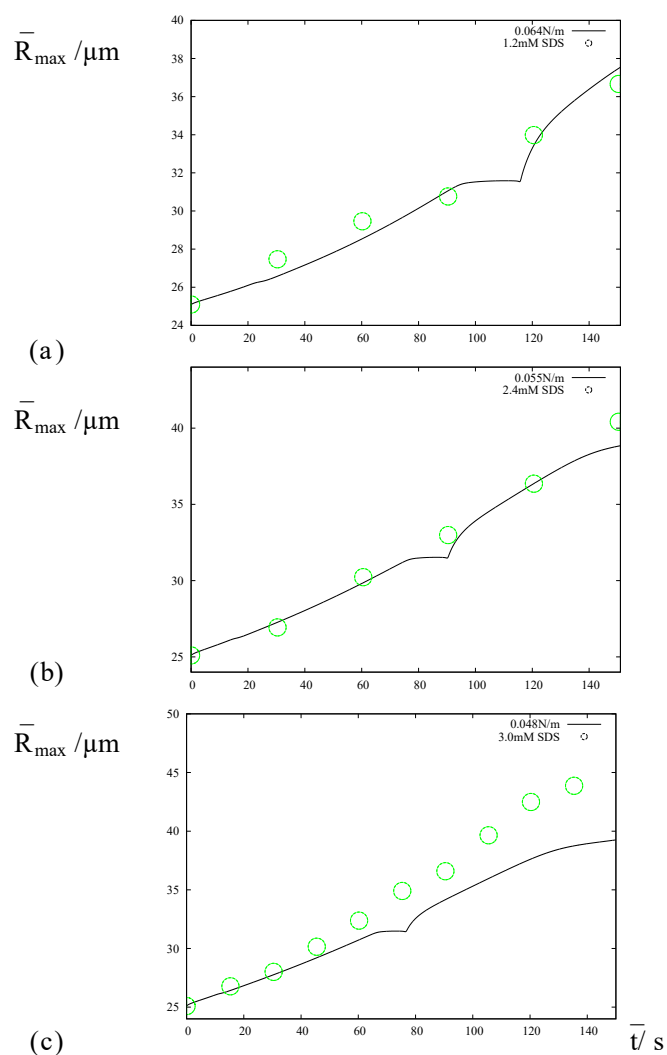 R̅max /µm
40
38
36
34
32
30
28
26
24
0 20 40 60 80 100 120 140
0.064N/m
1.2mM SDS
(a)
R̅max /µm
40
35
30
25
0 20 40 60 80 100 120 140
0.055N/m
2.4mM SDS
(b)
R̅max /µm
50
45
40
35
30
25
0 20 40 60 80 100 120 140
0.048N/m
3.0mM SDS
(c)
t̅/ s